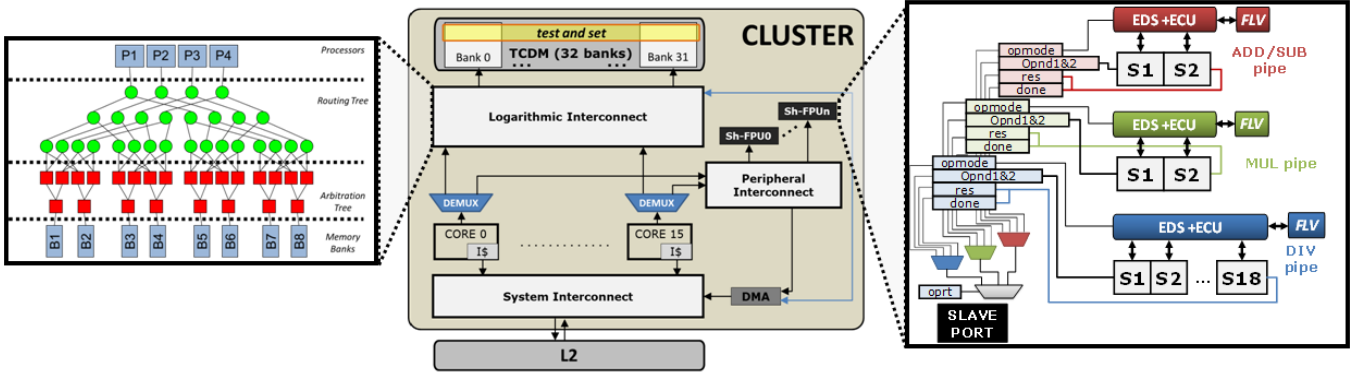 P1 P2 P3 P4
Processors
Routing Tree
Arbitration
Tree
B1 B2 B3 B4 B5 B6 B7 B8
Memory
Banks
CLUSTER
test and set
Bank 0 TCDM (32 banks) Bank 31
... ...
Logarithmic Interconnect
Sh-FPUn
Sh-FPU0
Peripheral
Interconnect
DEMUX DEMUX
CORE 0 CORE 15
I$ I$
System Interconnect
DMA
L2
EDS +ECU FLV
ADD/SUB
pipe
opmode
Opnd1&2
res
done
S1 S2
EDS +ECU FLV
MUL pipe
opmode
Opnd1&2
res
done
S1 S2
EDS +ECU FLV
DIV
pipe
opmode
Opnd1&2
res
done
S1 S2 ... S18
oprt
SLAVE
PORT